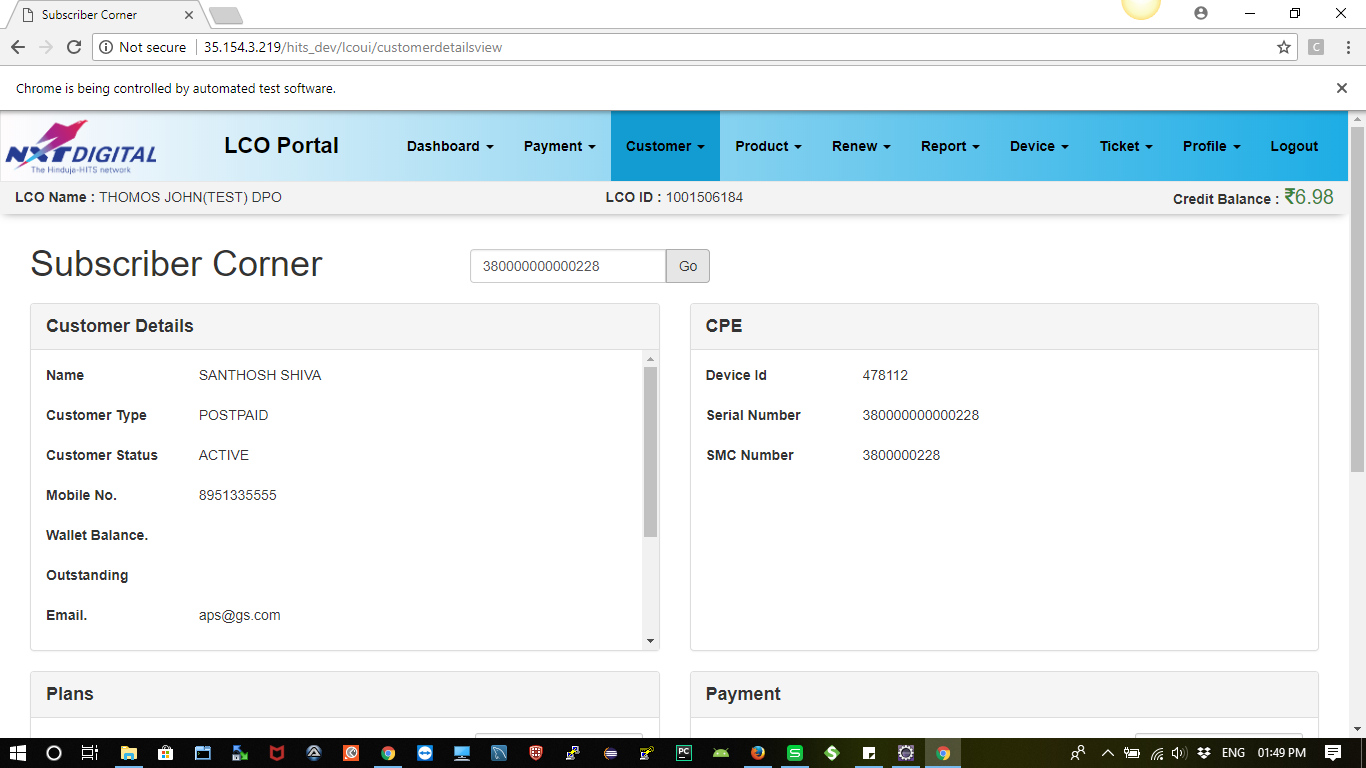 Subscriber Corner
Not secure 35.154.3.219/hits_dev/lcoui/customerdetailsview
C
Chrome is being controlled by automated test software.
NXT DIGITAL
The Hinduja-HITS network
LCO Portal
Dashboard Payment Customer Product Renew Report Device Ticket Profile Logout
LCO Name : THOMOS JOHN(TEST) DPO LCO ID : 1001506184 Credit Balance : ₹6.98
Subscriber Corner 380000000000228 Go
Customer Details
Name SANTHOSH SHIVA
Customer Type POSTPAID
Customer Status ACTIVE
Mobile No. 8951335555
Wallet Balance.
Outstanding
Email. aps@gs.com
CPE
Device Id 478112
Serial Number 380000000000228
SMC Number 3800000228
Plans
Payment
PC S S ENG 01:49 PM